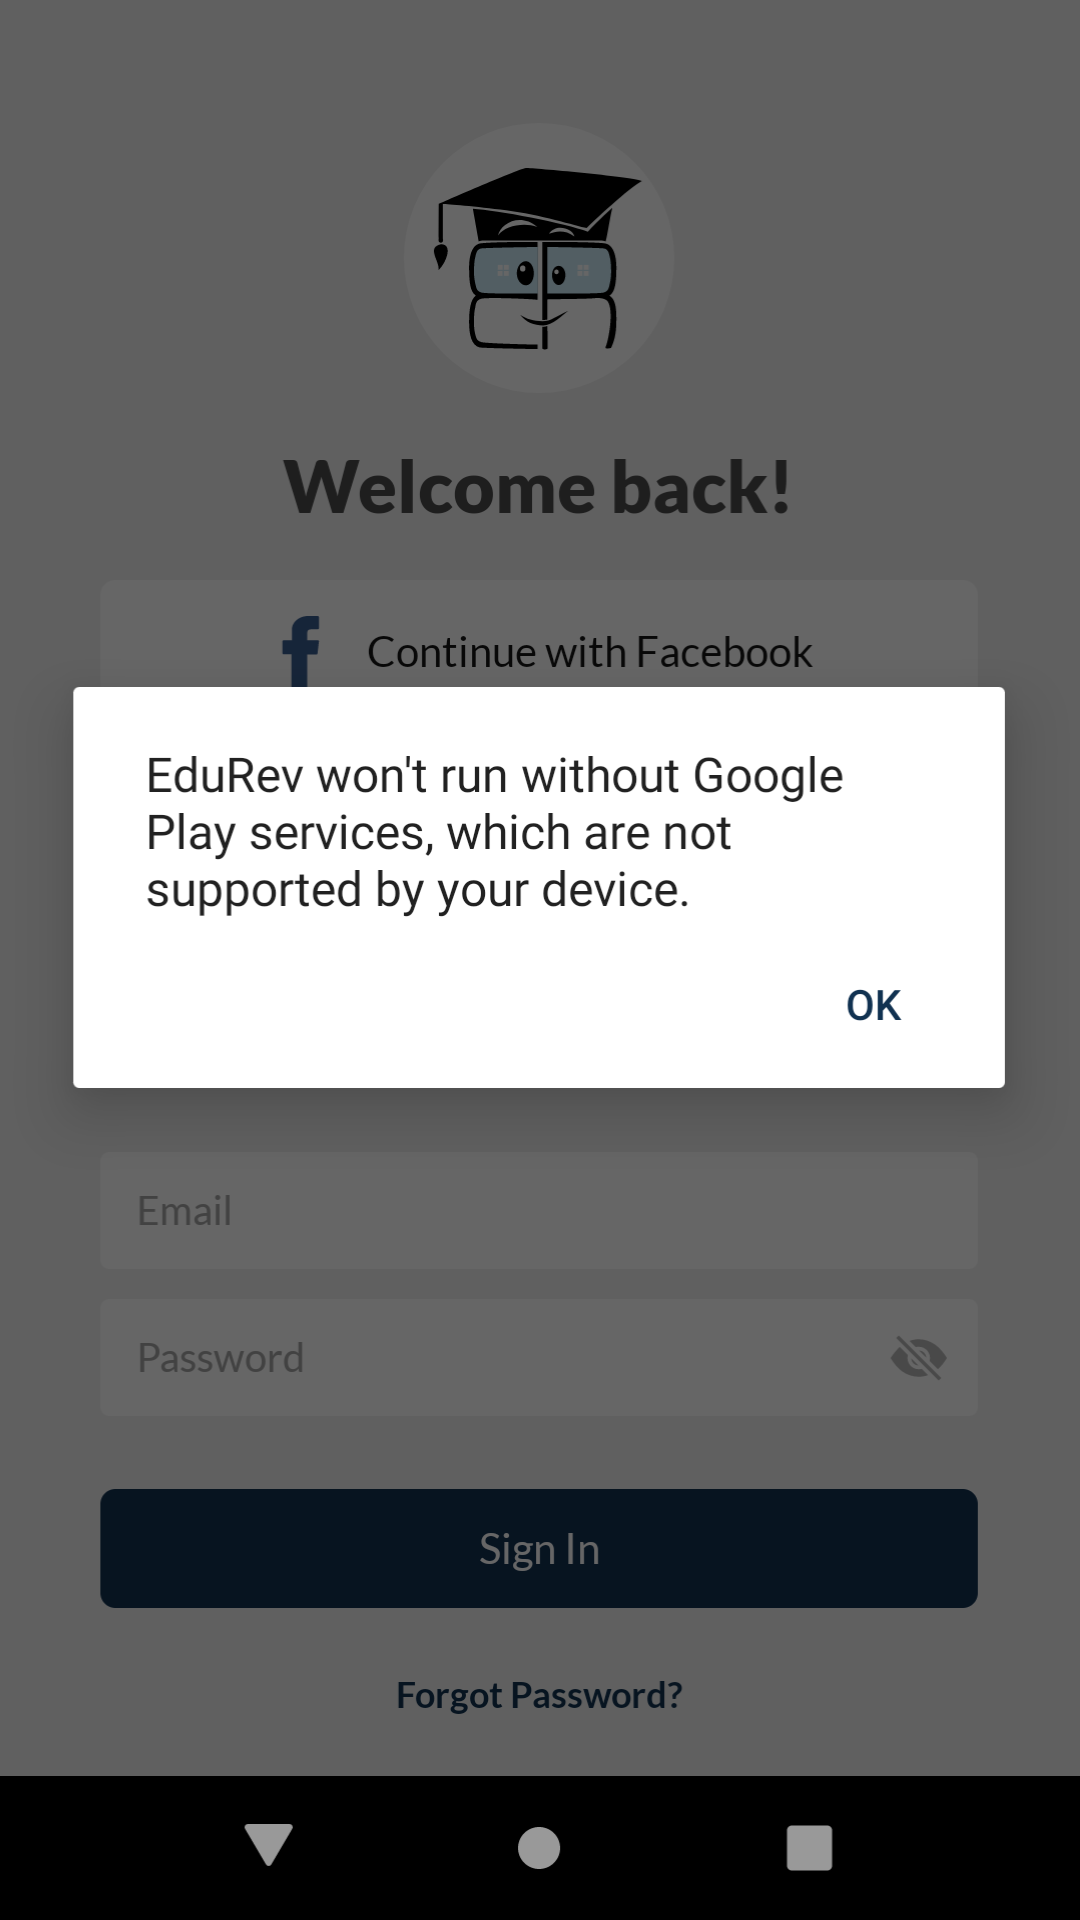 Welcome back!
Continue with Facebook
EduRev won't run without Google
Play services, which are not
supported by your device.
OK
Email
Password
Sign In
Forgot Password?